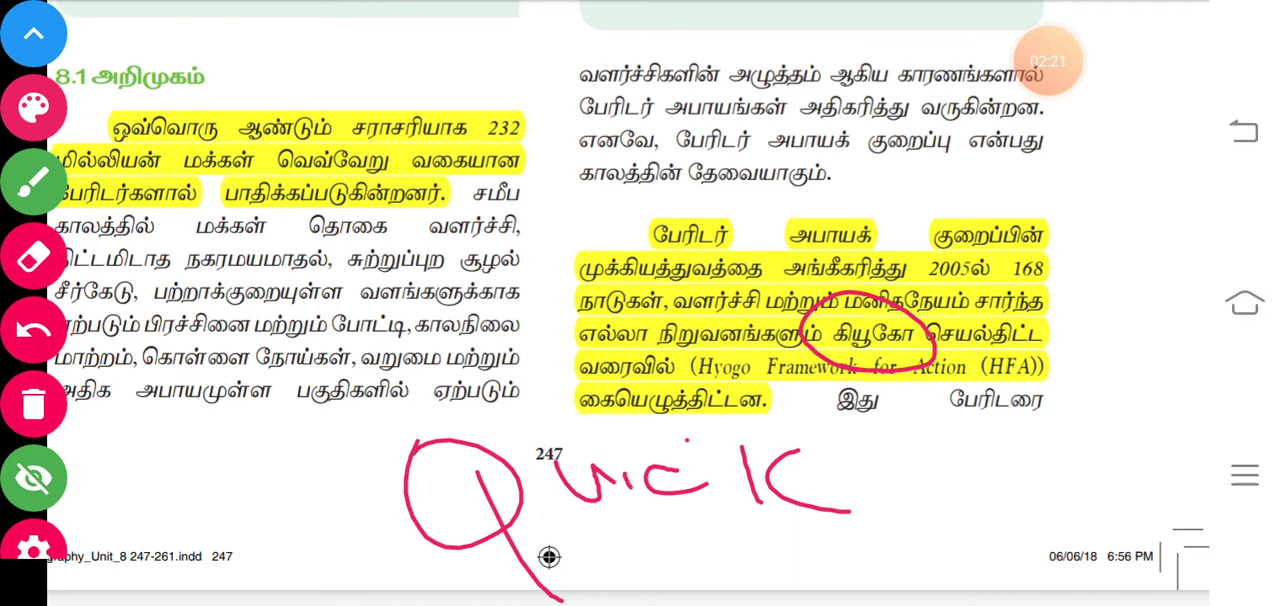 8.1 அறிமுகம்
ஒவ்வொரு ஆண்டும் சராசரியாக 232
மில்லியன் மக்கள் வெவ்வேறு வகையான
பேரிடர்களால் பாதிக்கப்படுகின்றனர். சமீப
காலத்தில் மக்கள் தொகை வளர்ச்சி,
திட்டமிடாத நகரமயமாதல், சுற்றுப்புற சூழல்
சீர்கேடு, பற்றாக்குறையுள்ள வளங்களுக்காக
ஏற்படும் பிரச்சினை மற்றும் போட்டி, காலநிலை
மாற்றம், கொள்ளை நோய்கள், வறுமை மற்றும்
அதிக அபாயமுள்ள பகுதிகளில் ஏற்படும்
02:21
வளர்ச்சிகளின் அழுத்தம் ஆகிய காரணங்களால்
பேரிடர் அபாயங்கள் அதிகரித்து வருகின்றன.
எனவே, பேரிடர் அபாயக் குறைப்பு என்பது
காலத்தின் தேவையாகும்.
பேரிடர் அபாயக் குறைப்பின்
முக்கியத்துவத்தை அங்கீகரித்து 2005ல் 168
நாடுகள், வளர்ச்சி மற்றும் மனிதநேயம் சார்ந்த
எல்லா நிறுவனங்களும் கியூகோ செயல்திட்ட
வரைவில் (Hyogo Framework for Action (HFA))
கையெழுத்திட்டன. இது பேரிடரை
247
Quick
graphy_Unit_8 247-261.indd 247
06/06/18 6:56 PM